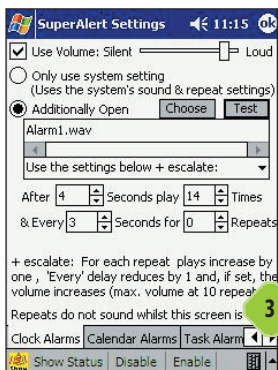 SuperAlert Settings 11:15 ok
Use Volume: Silent Loud
Only use system setting
(Uses the system's sound & repeat settings)
Additionally Open Choose Test
Alarm1.wav
Use the settings below + escalate:
After 4 Seconds play 14 Times
& Every 3 Seconds for 0 Repeats
+ escalate: For each repeat plays increase by
one , 'Every' delay reduces by 1 and, if set, the
volume increases (max. volume at 10 repeat
Repeats do not sound whilst this screen is
3
Clock Alarms Calendar Alarms Task Alarm
Show Show Status Disable Enable